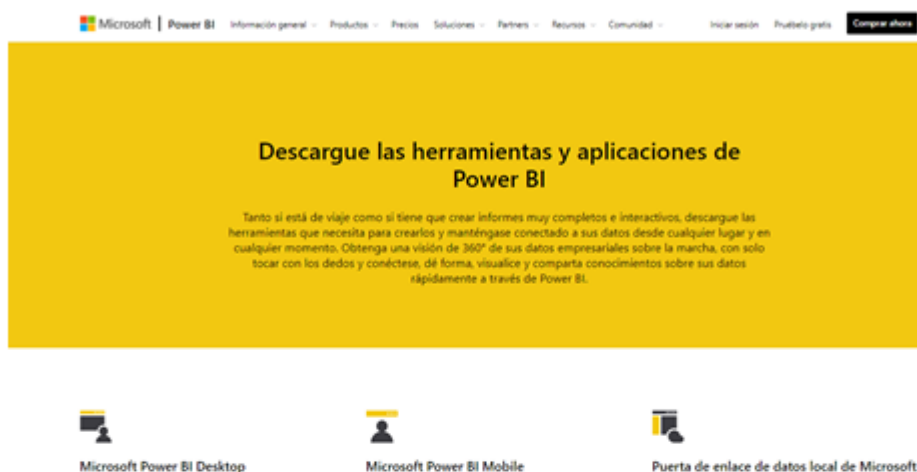 Microsoft | Power BI Información general Productos Precios Soluciones Partners Recursos Comunidad Iniciar sesión Pruébelo gratis Comprar ahora
Descargue las herramientas y aplicaciones de
Power BI
Tanto si está de viaje como si tiene que crear informes muy completos e interactivos, descargue las
herramientas que necesita para crearlos y manténgase conectado a sus datos desde cualquier lugar y en
cualquier momento. Obtenga una visión de 360° de sus datos empresariales sobre la marcha, con solo
tocar con los dedos y conéctese, dé forma, visualice y comparta conocimientos sobre sus datos
rápidamente a través de Power BI.
Microsoft Power BI Desktop Microsoft Power BI Mobile Puerta de enlace de datos local de Microsoft